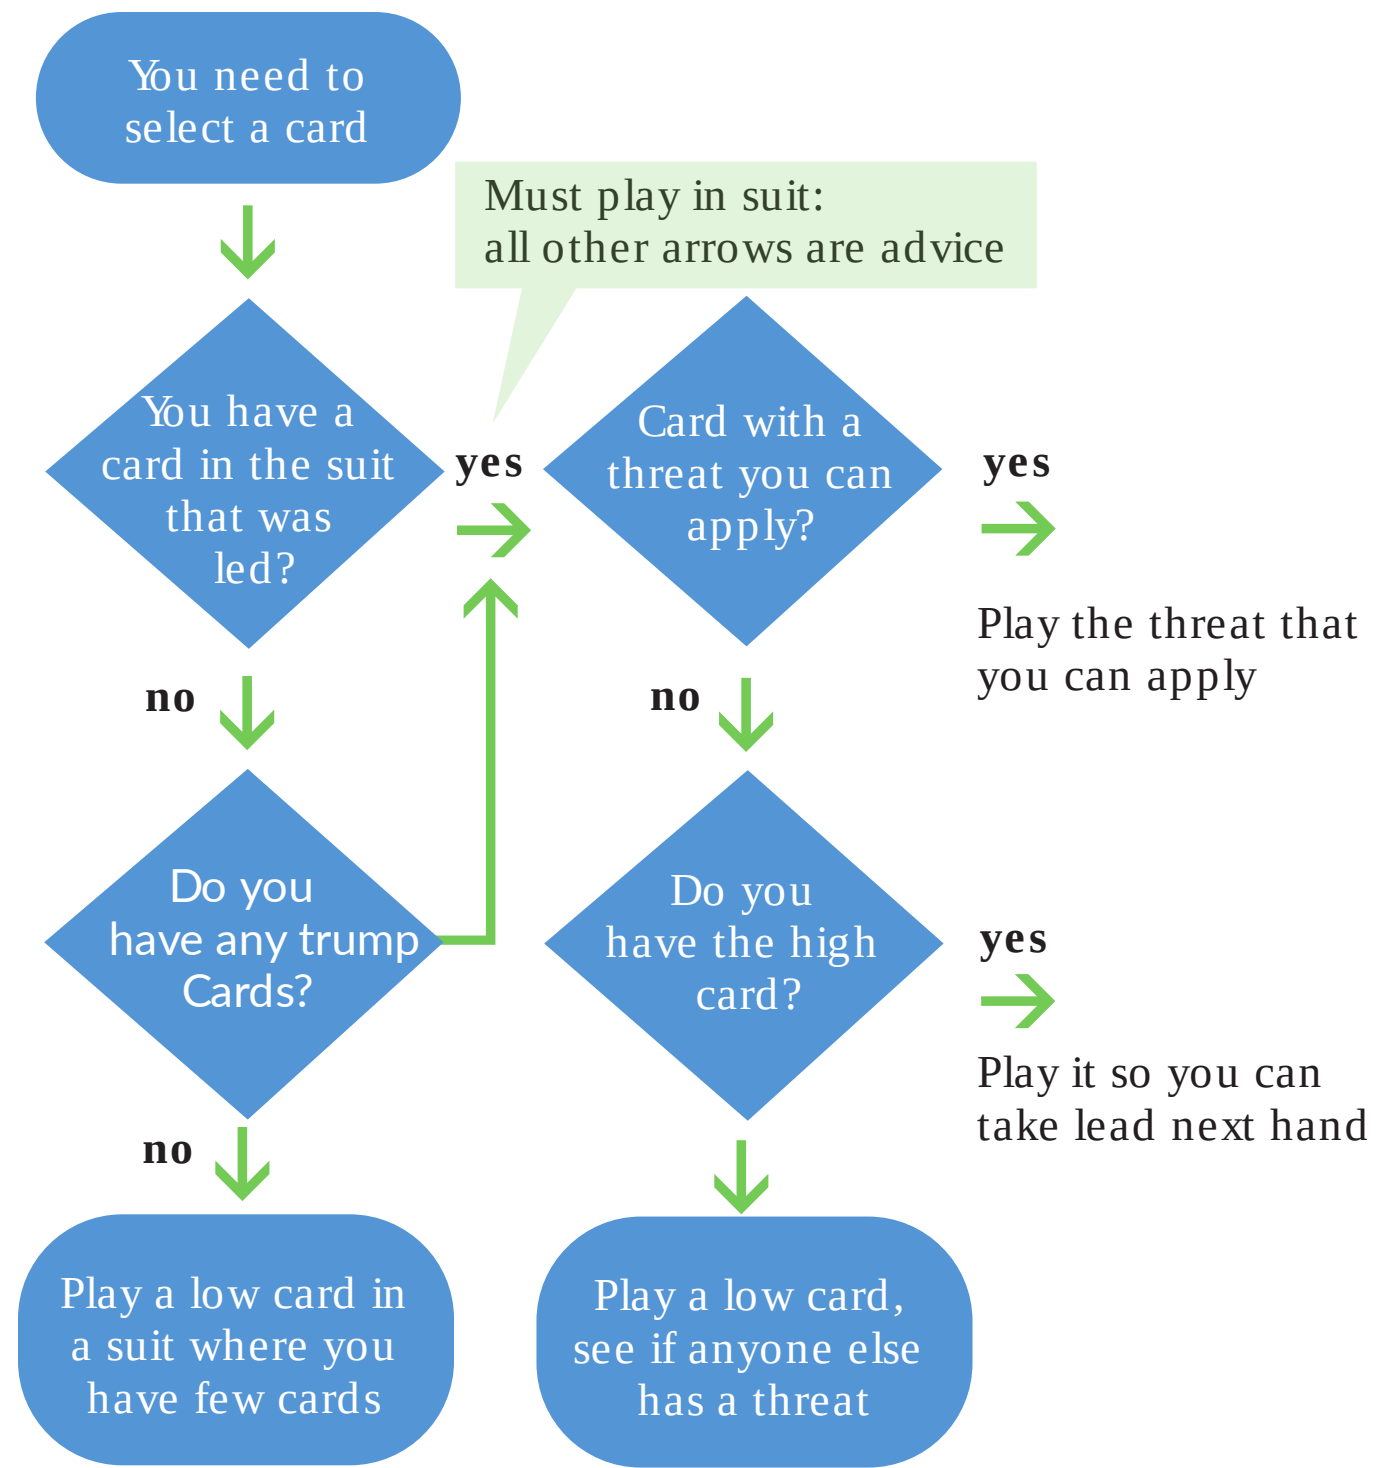 You need to
select a card
Must play in suit:
all other arrows are advice
You have a
card in the suit
that was
led?
yes
Card with a
threat you can
apply?
yes
Play the threat that
you can apply
no
no
Do you
have any trump
Cards?
Do you
have the high
card?
yes
Play it so you can
take lead next hand
no
Play a low card in
a suit where you
have few cards
Play a low card,
see if anyone else
has a threat